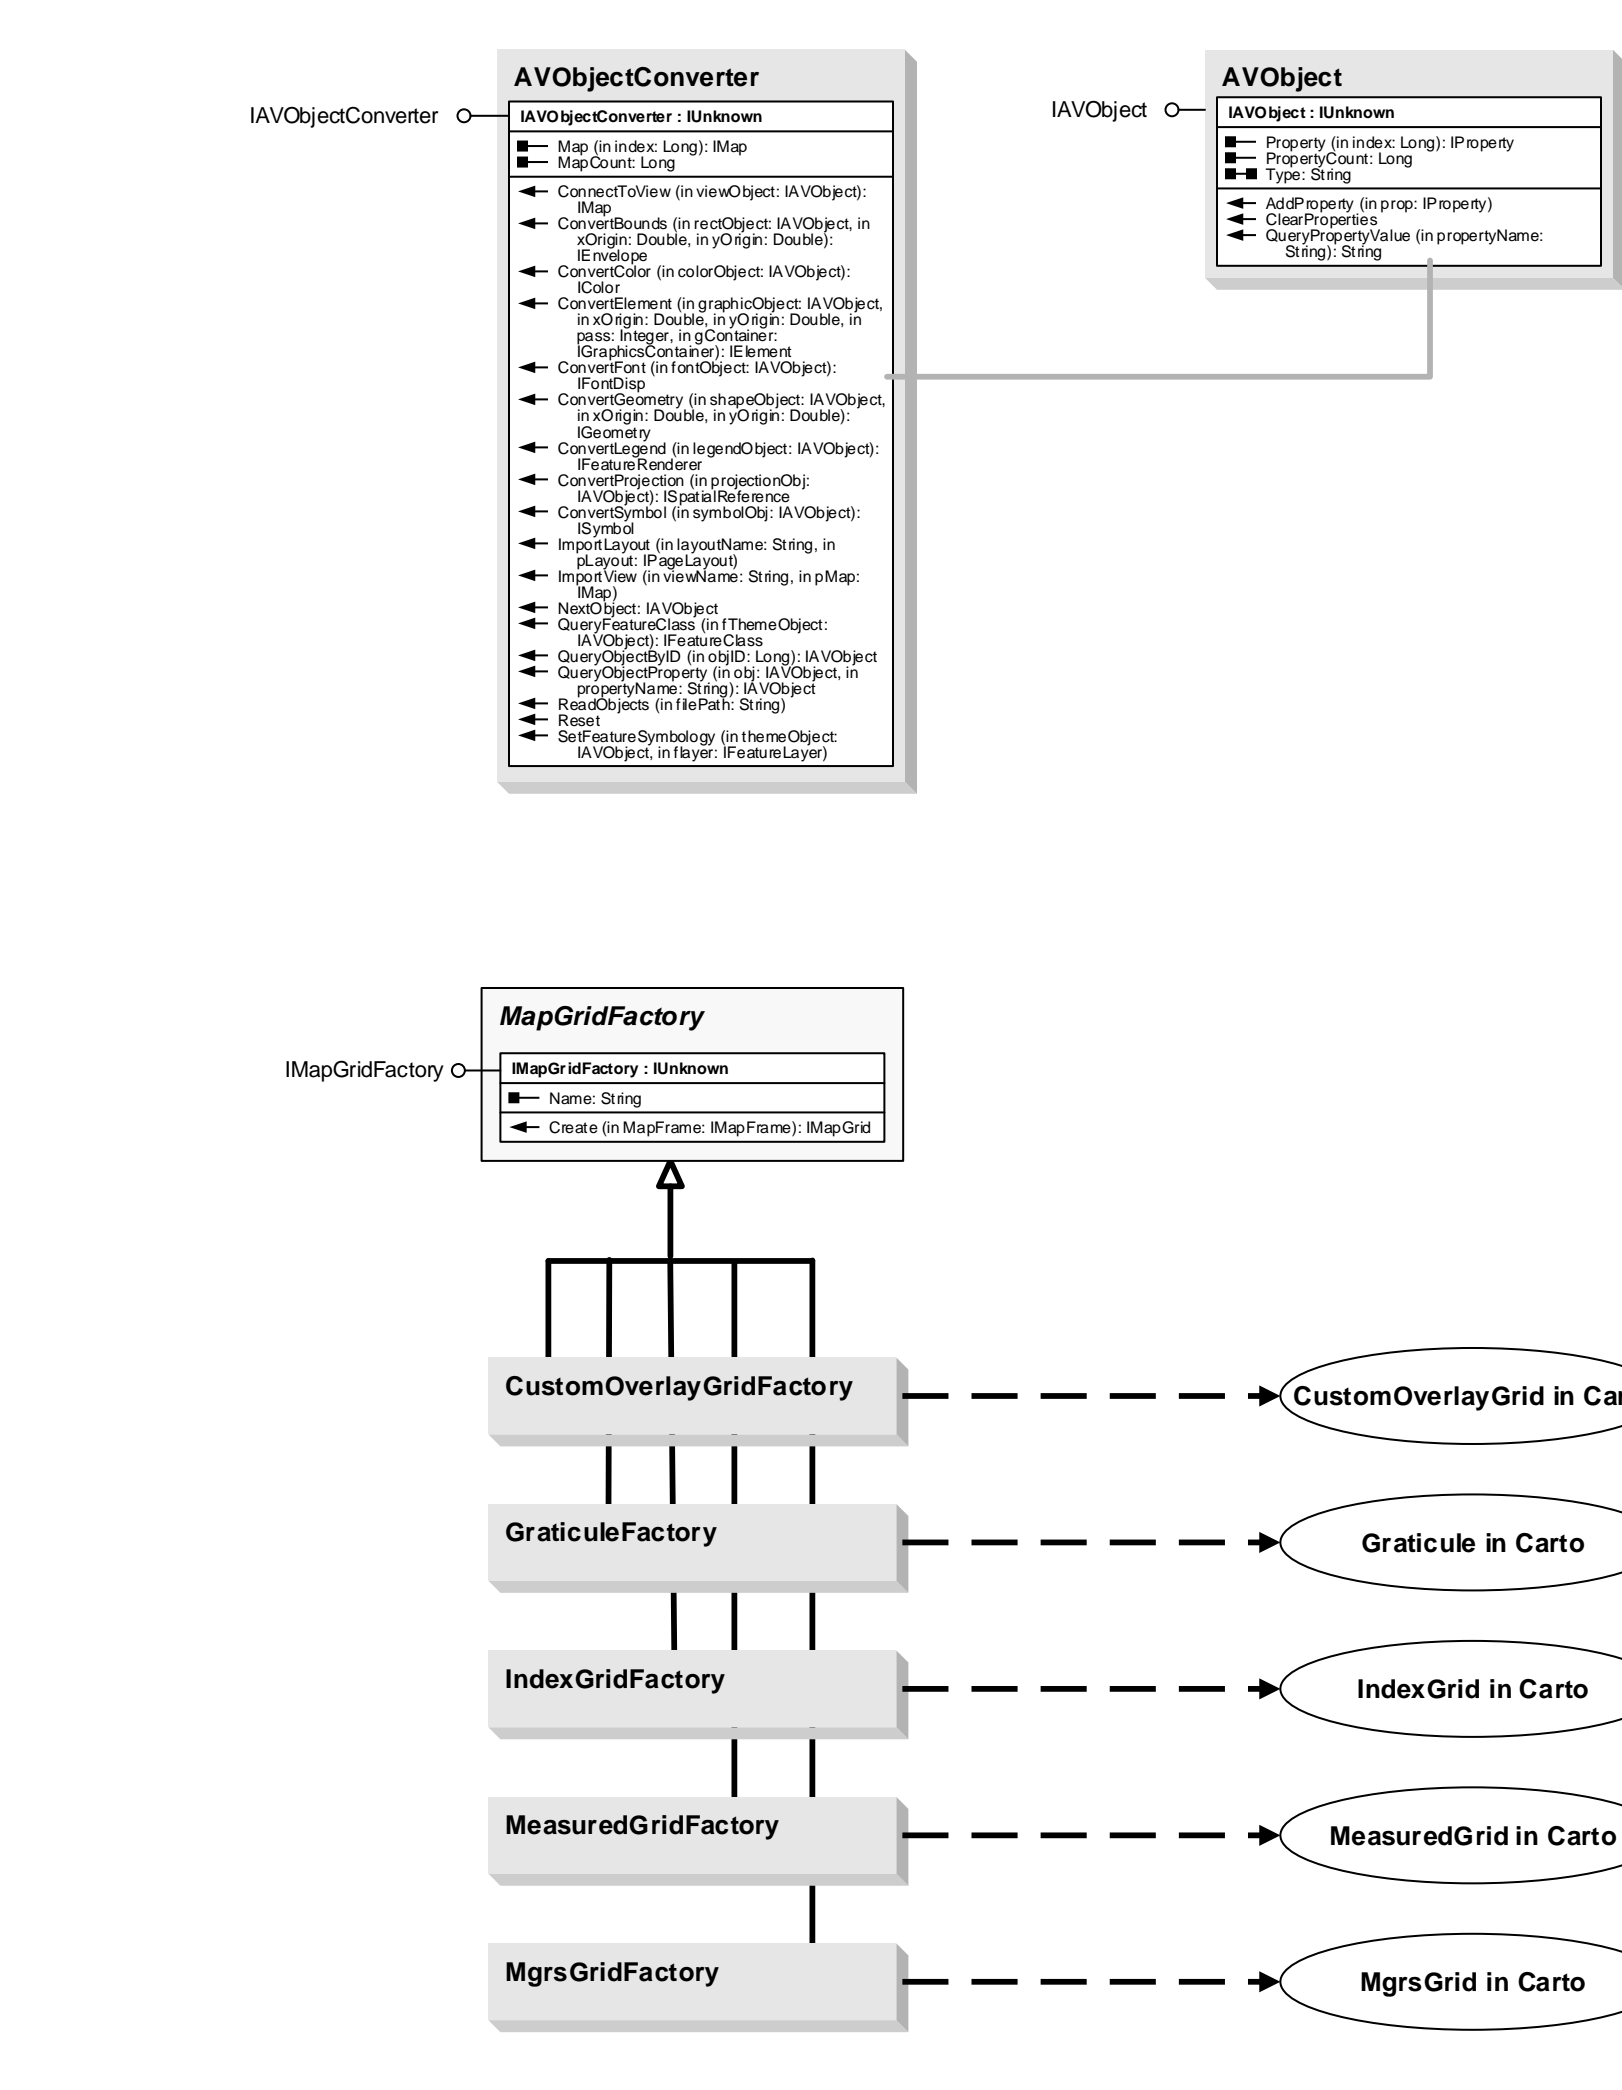 AVObjectConverter
IAVObjectConverter
IAVObjectConverter : IUnknown
Map (in index: Long): IMap
MapCount: Long
ConnectToView (in viewObject: IAVObject):
IMap
ConvertBounds (in rectObject: IAVObject, in
xOrigin: Double, in yOrigin: Double):
IEnvelope
ConvertColor (in colorObject: IAVObject):
IColor
ConvertElement (in graphicObject: IAVObject,
in xOrigin: Double, in yOrigin: Double, in
pass: Integer, in gContainer:
IGraphicsContainer): IElement
ConvertFont (in fontObject: IAVObject):
IFontDisp
ConvertGeometry (in shapeObject: IAVObject,
in xOrigin: Double, in yOrigin: Double):
IGeometry
ConvertLegend (in legendObject: IAVObject):
IFeatureRenderer
ConvertProjection (in projectionObj:
IAVObject): ISpatialReference
ConvertSymbol (in symbolObj: IAVObject):
ISymbol
ImportLayout (in layoutName: String, in
pLayout: IPageLayout)
ImportView (in viewName: String, in pMap:
IMap)
NextObject: IAVObject
QueryFeatureClass (in fThemeObject:
IAVObject): IFeatureClass
QueryObjectByID (in objID: Long): IAVObject
QueryObjectProperty (in obj: IAVObject, in
propertyName: String): IAVObject
ReadObjects (in filePath: String)
Reset
SetFeatureSymbology (in themeObject:
IAVObject, in flayer: IFeatureLayer)
AVObject
IAVObject
IAVObject : IUnknown
Property (in index: Long): IProperty
PropertyCount: Long
Type: String
AddProperty (in prop: IProperty)
ClearProperties
QueryPropertyValue (in propertyName:
String): String
MapGridFactory
IMapGridFactory
IMapGridFactory : IUnknown
Name: String
Create (in MapFrame: IMapFrame): IMapGrid
CustomOverlayGridFactory
CustomOverlayGrid in
GraticuleFactory
Graticule in Carto
IndexGridFactory
IndexGrid in Carto
MeasuredGridFactory
MeasuredGrid in Carto
MgrsGridFactory
MgrsGrid in Carto